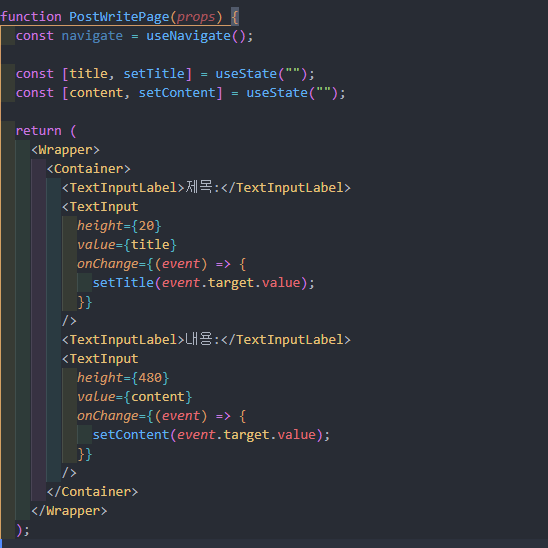 function PostWritePage(props) {
  const navigate = useNavigate();

  const [title, setTitle] = useState("");
  const [content, setContent] = useState("");

  return (
    <Wrapper>
      <Container>
        <TextInputLabel>제목:</TextInputLabel>
        <TextInput
          height={20}
          value={title}
          onChange={(event) => {
            setTitle(event.target.value);
          }}
        />
        <TextInputLabel>내용:</TextInputLabel>
        <TextInput
          height={480}
          value={content}
          onChange={(event) => {
            setContent(event.target.value);
          }}
        />
      </Container>
    </Wrapper>
  );